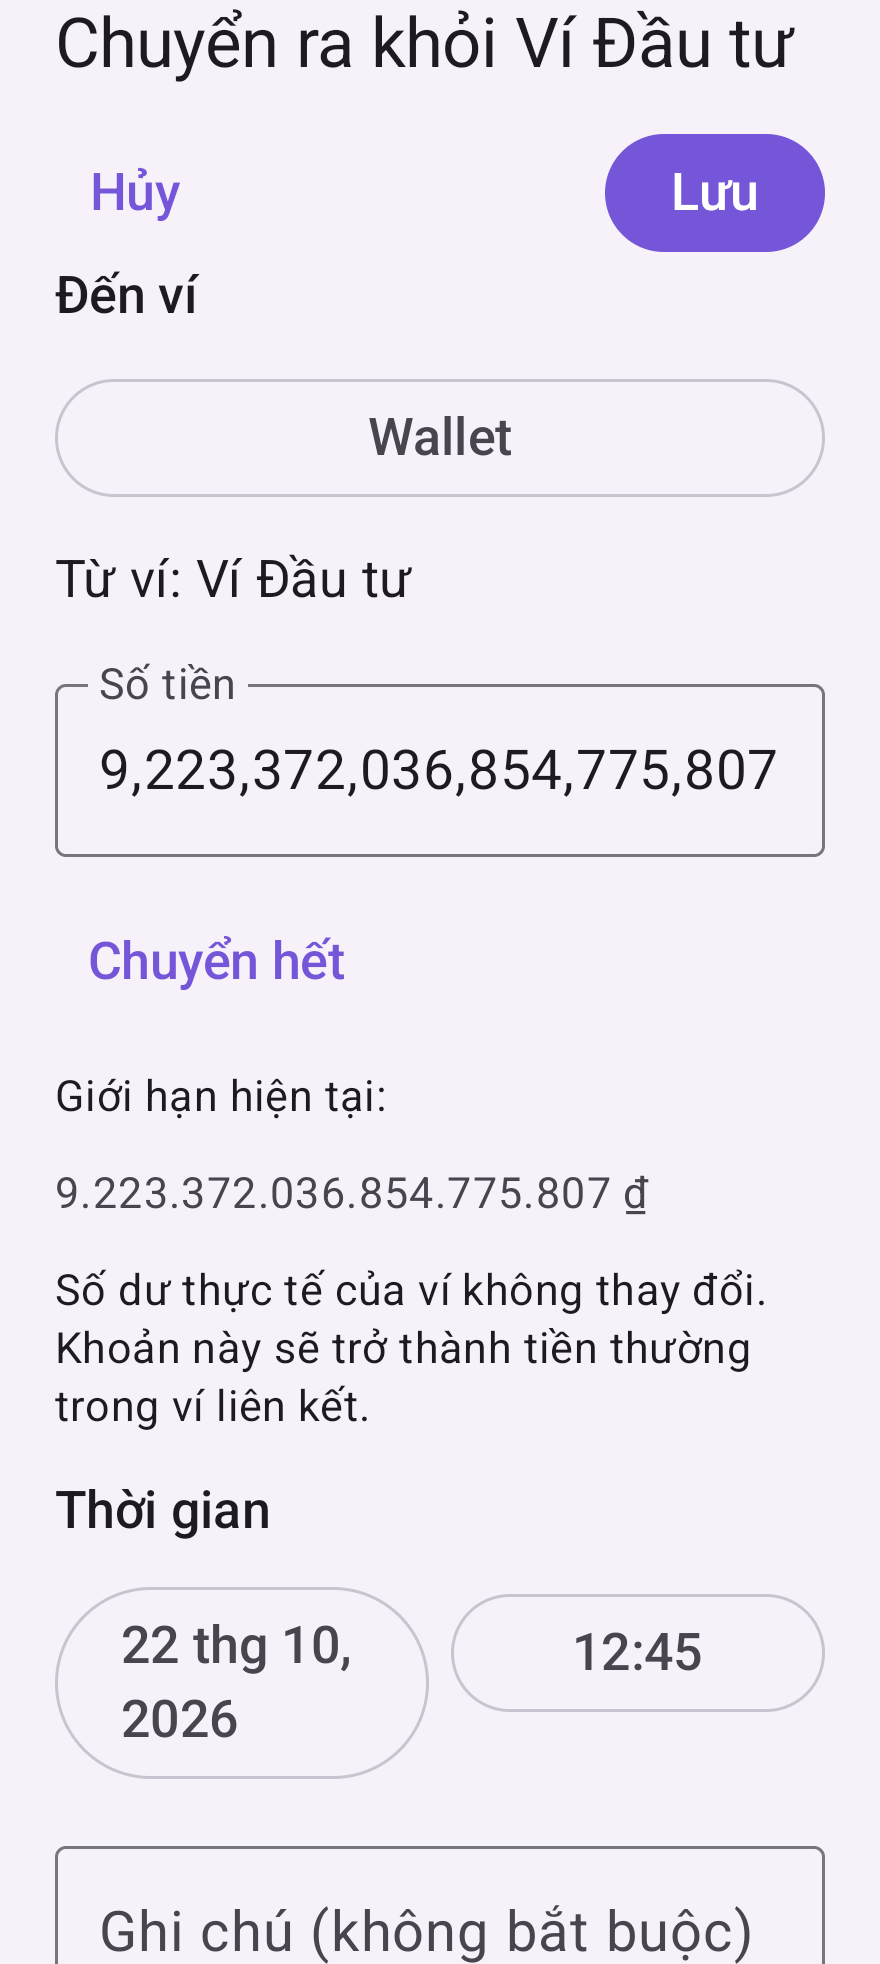 Chuyển ra khỏi Ví Đầu tư
Hủy
Lưu
Đến ví
Wallet
Từ ví: Ví Đầu tư
Số tiền
9,223,372,036,854,775,807
Chuyển hết
Giới hạn hiện tại:
9.223.372.036.854.775.807 ₫
Số dư thực tế của ví không thay đổi.
Khoản này sẽ trở thành tiền thường
trong ví liên kết.
Thời gian
22 thg 10,
2026
12:45
Ghi chú (không bắt buộc)